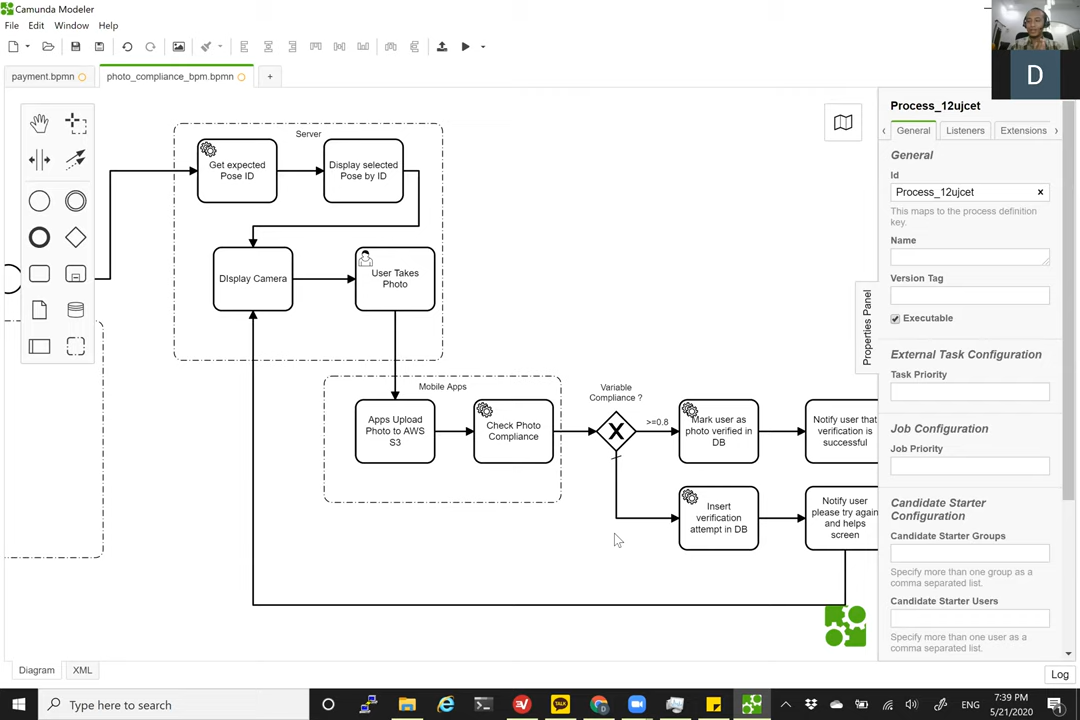 Camunda Modeler
File Edit Window Help
payment.bpmn
photo_compliance_bpm.bpmn
+
D
Server
Get expected
Pose ID
Display selected
Pose by ID
DIsplay Camera
User Takes
Photo
Mobile Apps
Apps Upload
Photo to AWS
S3
Check Photo
Compliance
Variable
Compliance ?
X
>=0.8
Mark user as
photo verified in
DB
Notify user that
verification is
successful
Insert
verification
attempt in DB
Notify user
please try again
and helps
screen
Properties Panel
Process_12ujcet
General Listeners Extensions
General
Id
Process_12ujcet
This maps to the process definition
key.
Name
Version Tag
Executable
External Task Configuration
Task Priority
Job Configuration
Job Priority
Candidate Starter
Configuration
Candidate Starter Groups
Specify more than one group as a
comma separated list.
Candidate Starter Users
Specify more than one user as a
comma separated list.
Diagram XML
Log
Type here to search
TALK
ENG
7:39 PM
5/21/2020